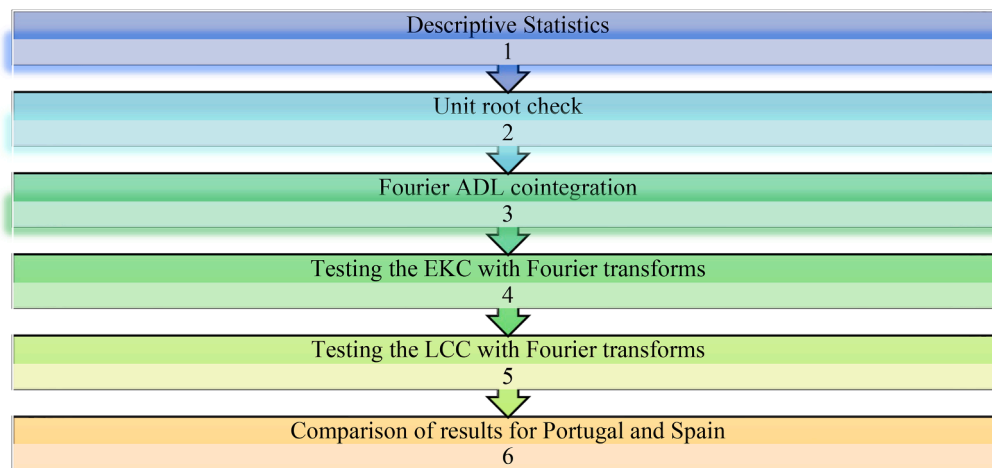 Descriptive Statistics
1
Unit root check
2
Fourier ADL cointegration
3
Testing the EKC with Fourier transforms
4
Testing the LCC with Fourier transforms
5
Comparison of results for Portugal and Spain
6